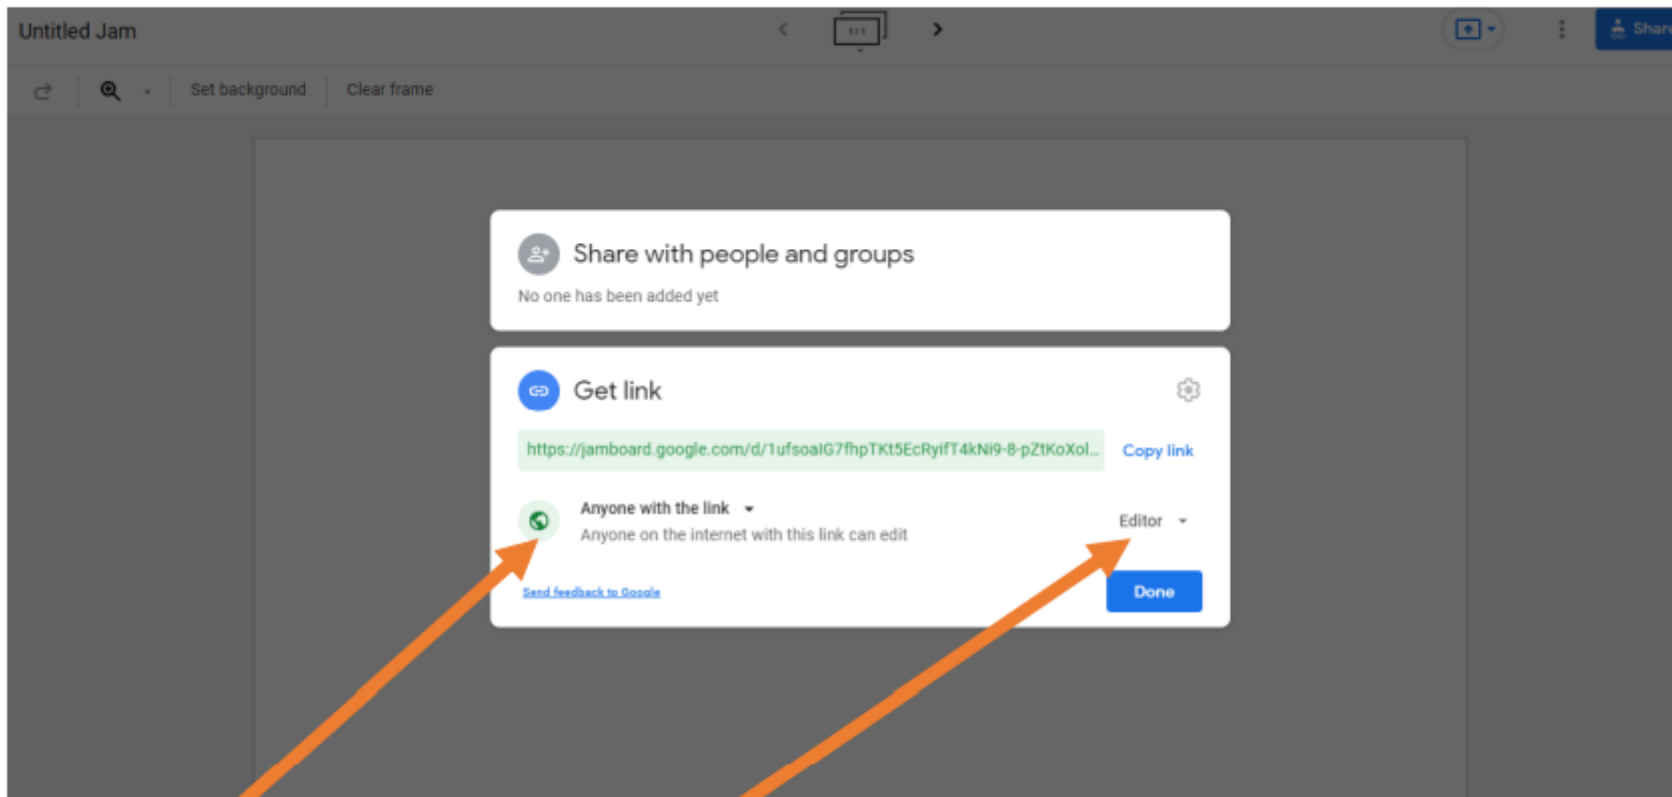 Untitled Jam
1/1
Share
Set background
Clear frame
Share with people and groups
No one has been added yet
Get link
https://jamboard.google.com/d/1ufsoaIG7fhpTKt5EcRyifT4kNi9-8-pZtKoXol...
Copy link
Anyone with the link
Editor
Anyone on the internet with this link can edit
Send feedback to Google
Done